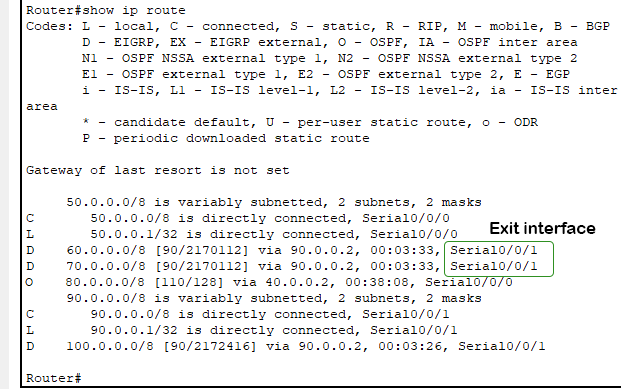 Router#show ip route
Codes: L - local, C - connected, S - static, R - RIP, M - mobile, B - BGP
D - EIGRP, EX - EIGRP external, O - OSPF, IA - OSPF inter area
N1 - OSPF NSSA external type 1, N2 - OSPF NSSA external type 2
E1 - OSPF external type 1, E2 - OSPF external type 2, E - EGP
i - IS-IS, L1 - IS-IS level-1, L2 - IS-IS level-2, ia - IS-IS inter
area
* - candidate default, U - per-user static route, o - ODR
P - periodic downloaded static route
Gateway of last resort is not set
50.0.0.0/8 is variably subnetted, 2 subnets, 2 masks
C 50.0.0.0/8 is directly connected, Serial0/0/0
L 50.0.0.1/32 is directly connected, Serial0/0/0
Exit interface
D 60.0.0.0/8 [90/2170112] via 90.0.0.2, 00:03:33, Serial0/0/1
D 70.0.0.0/8 [90/2170112] via 90.0.0.2, 00:03:33, Serial0/0/1
O 80.0.0.0/8 [110/128] via 40.0.0.2, 00:38:08, Serial0/0/0
90.0.0.0/8 is variably subnetted, 2 subnets, 2 masks
C 90.0.0.0/8 is directly connected, Serial0/0/1
L 90.0.0.1/32 is directly connected, Serial0/0/1
D 100.0.0.0/8 [90/2172416] via 90.0.0.2, 00:03:26, Serial0/0/1
Router#